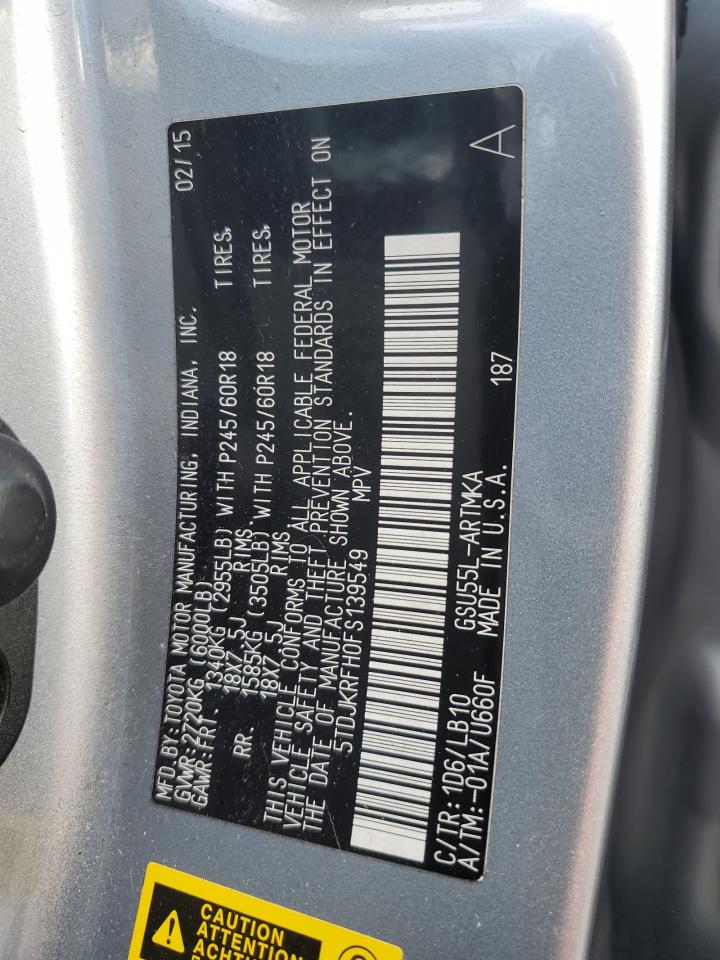 MFD. BY: TOYOTA MOTOR MANUFACTURING, INDIANA, INC. 02/15
GVWR: 2720KG (6000LB)
GAWR: FRT. 1340KG (2955LB) WITH P245/60R18 TIRES,
18X7.5J RIMS,
RR. 1585KG (3505LB) WITH P245/60R18 TIRES,
18X7.5J RIMS
THIS VEHICLE CONFORMS TO ALL APPLICABLE FEDERAL MOTOR
VEHICLE SAFETY AND THEFT PREVENTION STANDARDS IN EFFECT ON
THE DATE OF MANUFACTURE SHOWN ABOVE.
5TDJKRFH0FS139549 MPV
C/TR: 1D6/LB10 GSU55L-ARTMKA 187 A
A/TM: -01A/U660F MADE IN U.S.A.
CAUTION
ATTENTION